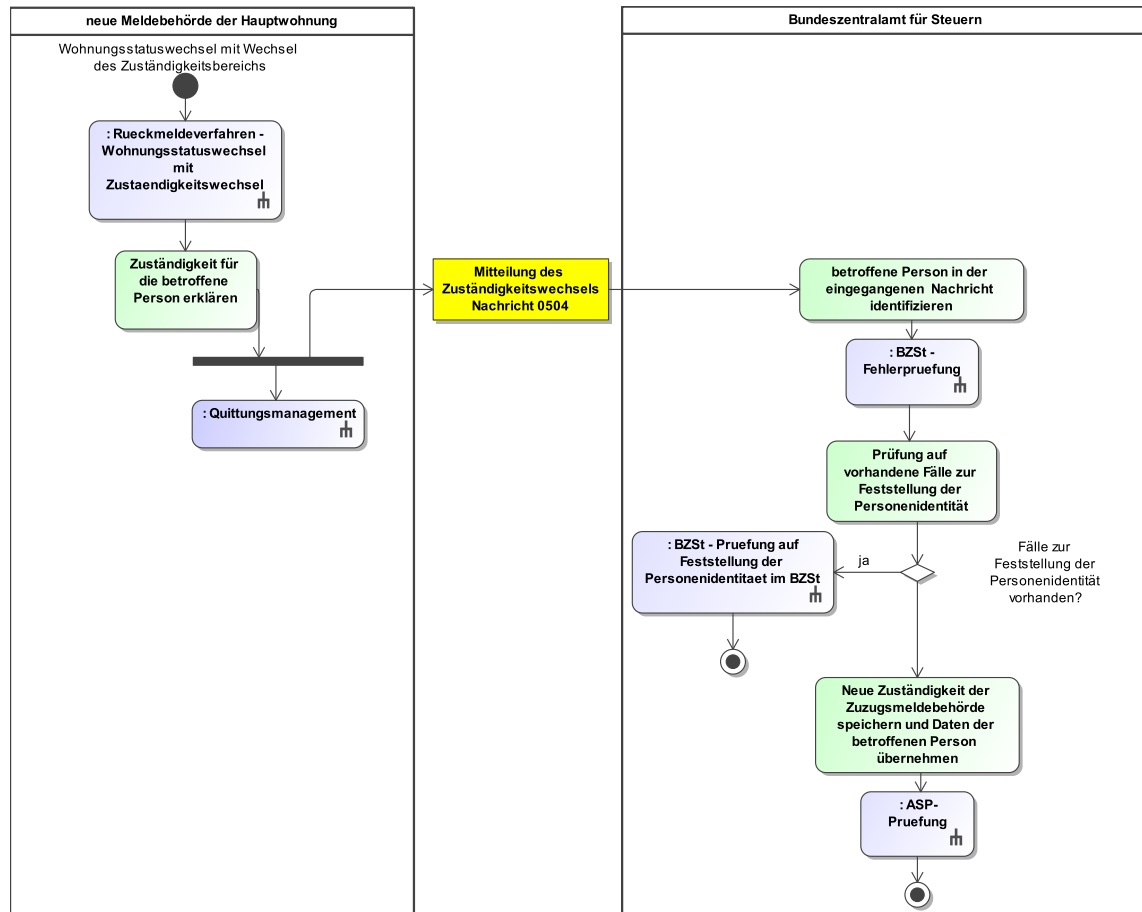 neue Meldebehörde der Hauptwohnung
Wohnungsstatuswechsel mit Wechsel
des Zuständigkeitsbereichs
: Rueckmeldeverfahren -
Wohnungsstatuswechsel
mit
Zustaendigkeitswechsel
Zuständigkeit für
die betroffene
Person erklären
: Quittungsmanagement
Mitteilung des
Zuständigkeitswechsels
Nachricht 0504
Bundeszentralamt für Steuern
betroffene Person in der
eingegangenen Nachricht
identifizieren
: BZSt -
Fehlerpruefung
Prüfung auf
vorhandene Fälle zur
Feststellung der
Personenidentität
Fälle zur
Feststellung der
Personenidentität
vorhanden?
ja
: BZSt - Pruefung auf
Feststellung der
Personenidentitaet im BZSt
Neue Zuständigkeit der
Zuzugsmeldebehörde
speichern und Daten der
betroffenen Person
übernehmen
: ASP-
Pruefung